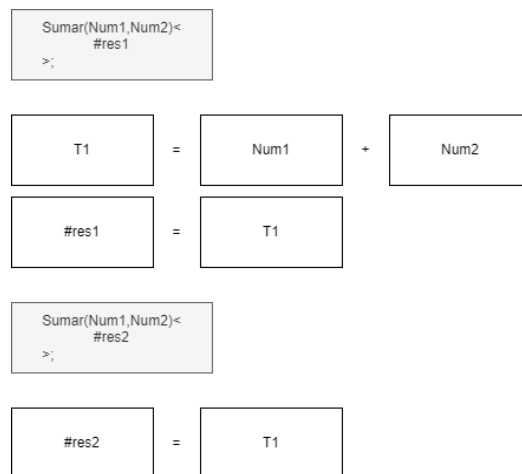 Sumar(Num1,Num2)<
#res1
>;
T1 = Num1 + Num2
#res1 = T1
Sumar(Num1,Num2)<
#res2
>;
#res2 = T1